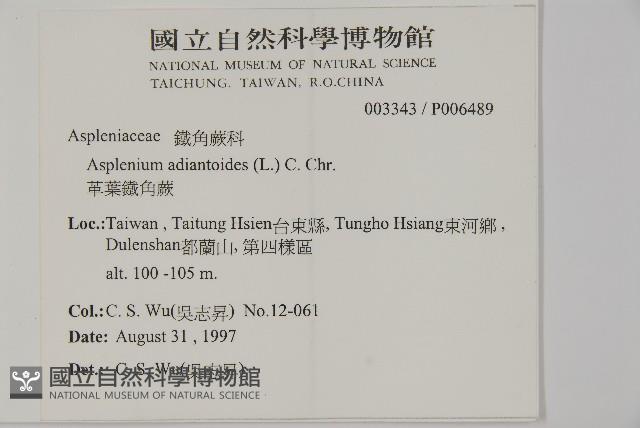 國立自然科學博物館
NATIONAL MUSEUM OF NATURAL SCIENCE
TAICHUNG, TAIWAN, R.O.CHINA
003343 / P006489
Aspleniaceae 鐵角蕨科
Asplenium adiantoides (L.) C. Chr.
革葉鐵角蕨
Loc.:Taiwan , Taitung Hsien台東縣, Tungho Hsiang東河鄉 ,
Dulenshan都蘭山, 第四樣區
alt. 100 -105 m.
Col.: C. S. Wu(吳志昇) No.12-061
Date: August 31 , 1997
Det.: C. S. Wu(吳志昇)
國立自然科學博物館
NATIONAL MUSEUM OF NATURAL SCIENCE